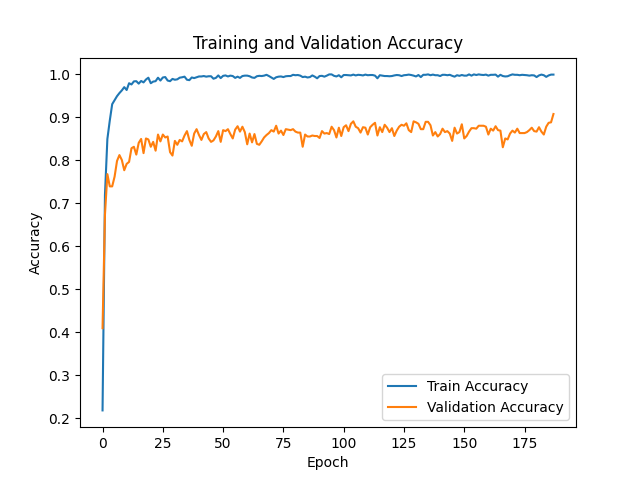 Training and Validation Accuracy
1.0
0.9
0.8
0.7
0.6
0.5
0.4
0.3
0.2
Accuracy
Train Accuracy
Validation Accuracy
0 25 50 75 100 125 150 175
Epoch